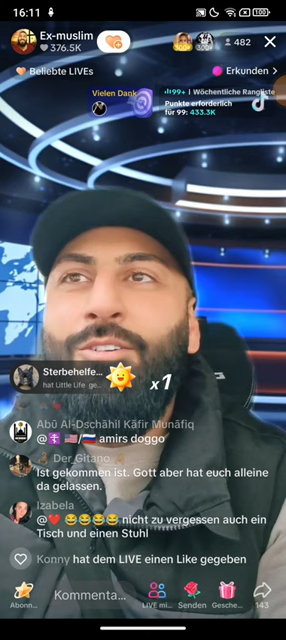 16:11
100
Ex-muslim
376.5K
300+
482
Beliebte LIVEs
Erkunden >
Vielen Dank
99+ | Wöchentliche Rangliste
Punkte erforderlich
für 99: 433.3K
Sterbehelfe...
hat Little Life ge...
x1
Abū Al-Dschāhil Kāfir Munāfiq
@✝️ 🇺🇸/🇷🇺 amirs doggo
Der Gitano
Ist gekommen ist. Gott aber hat euch alleine
da gelassen.
Izabela
@❤️ 😂😂😂😂 nicht zu vergessen auch ein
Tisch und einen Stuhl
Konny hat dem LIVE einen Like gegeben
Abonn...
Kommenta...
LIVE mi...
Senden
Gesche...
143